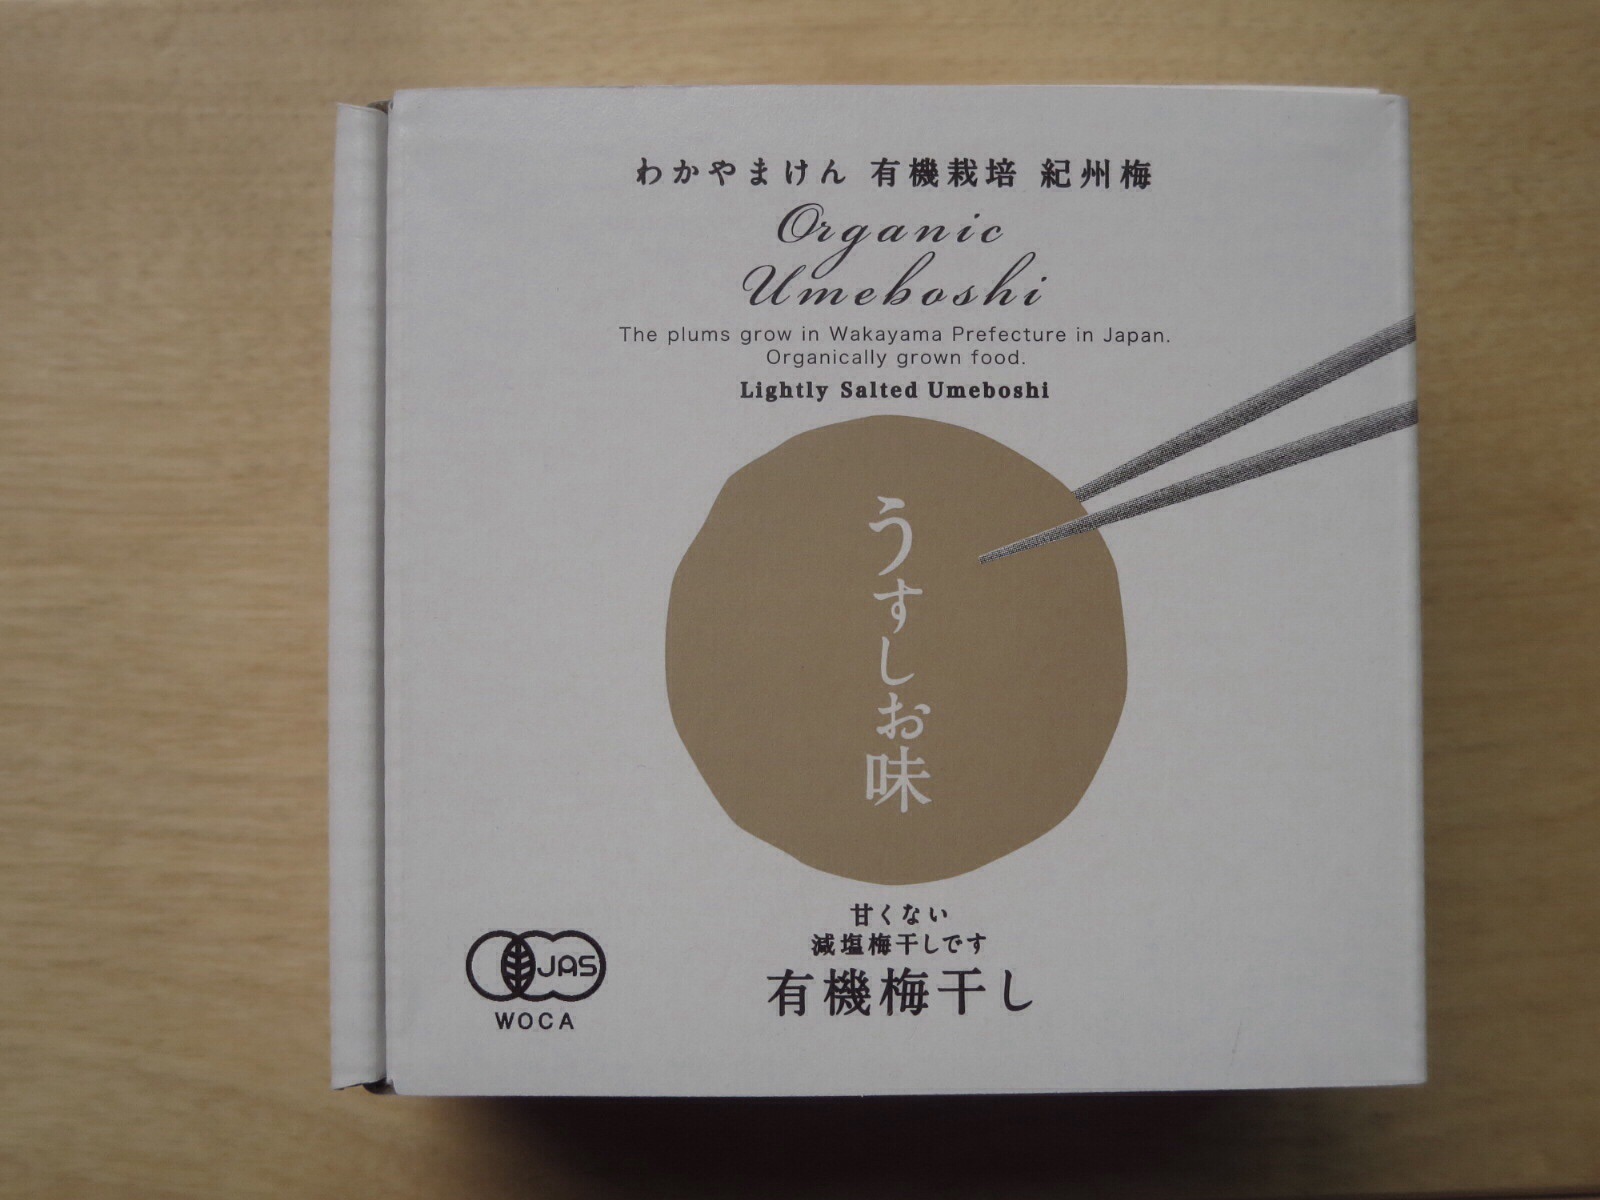 わかやまけん 有機栽培 紀州梅
Organic
Umeboshi
The plums grow in Wakayama Prefecture in Japan.
Organically grown food.
Lightly Salted Umeboshi
うすしお味
甘くない
減塩梅干しです
有機梅干し
JAS
WOCA